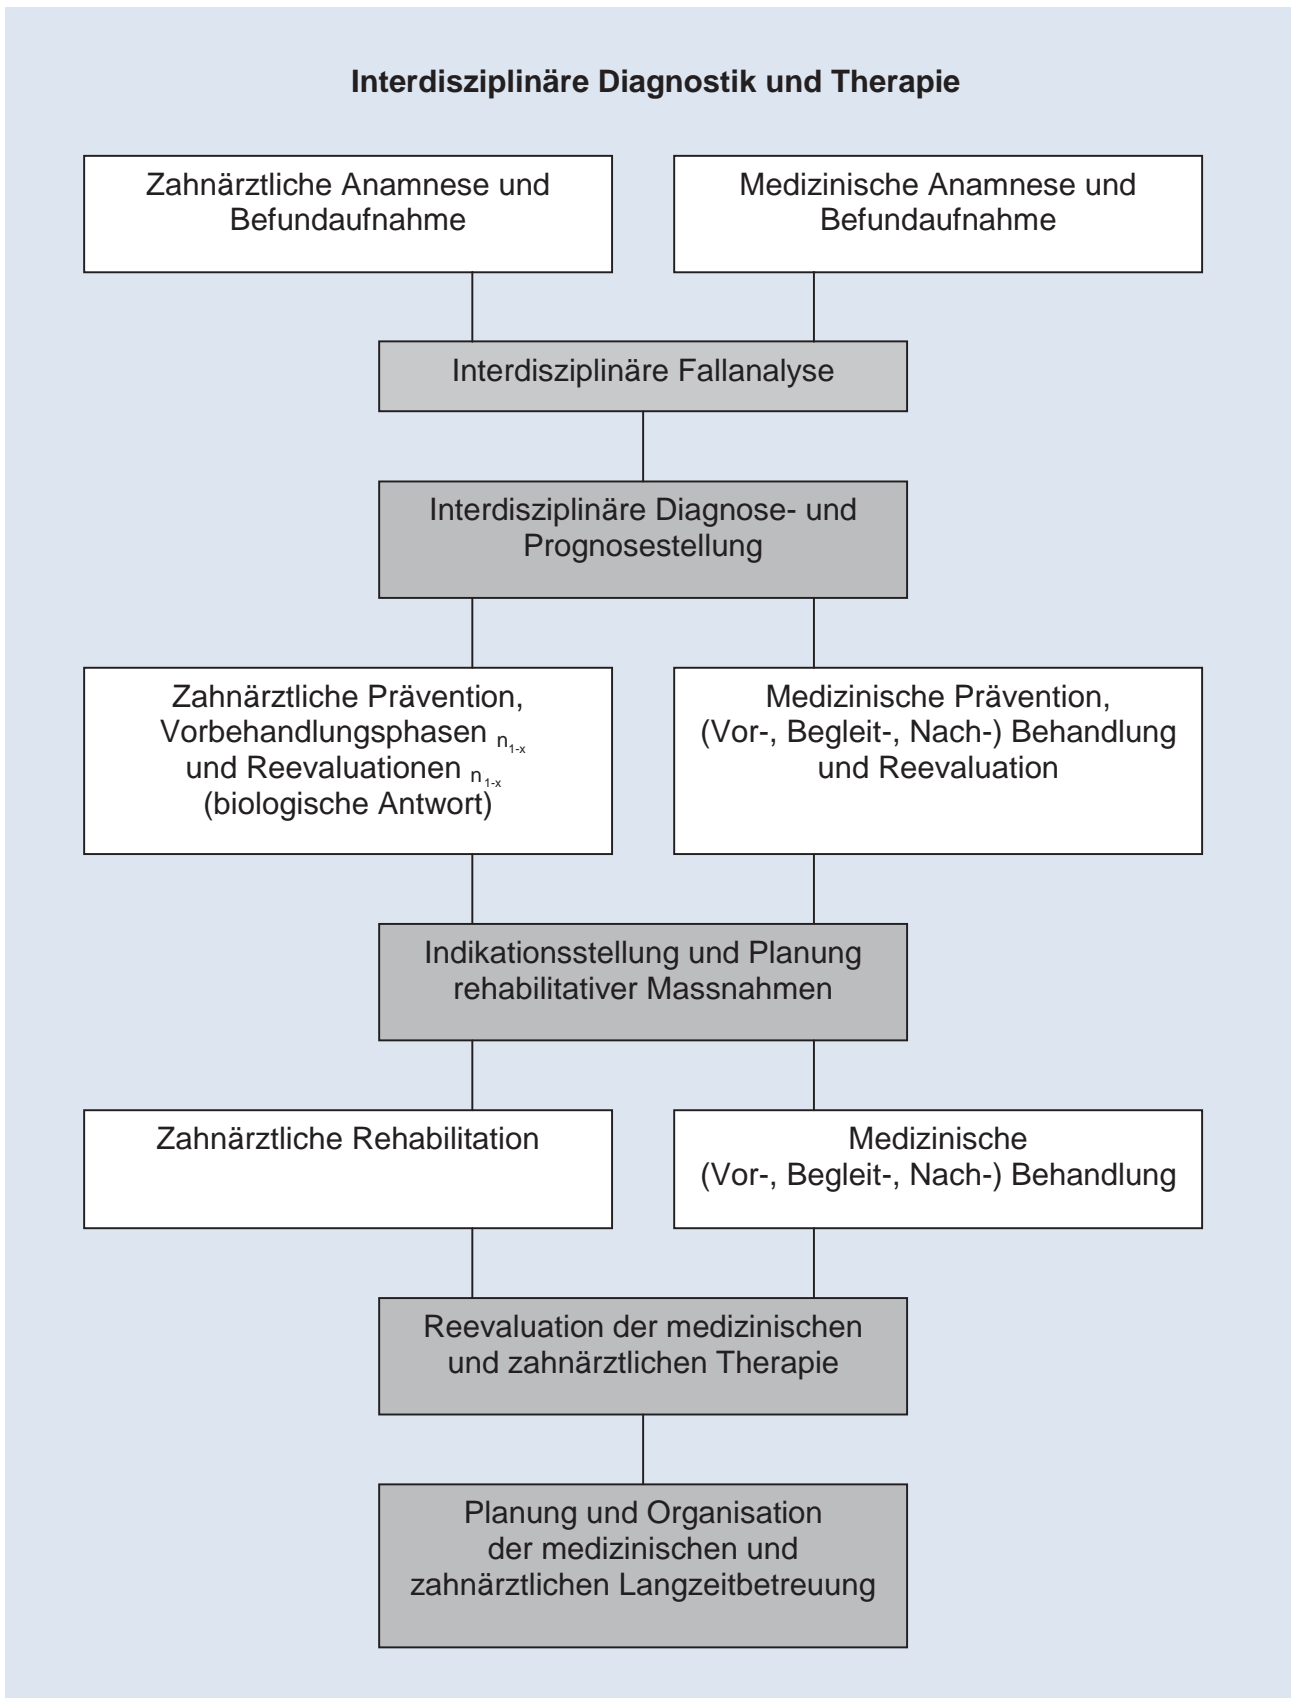 Interdisziplinäre Diagnostik und Therapie
Zahnärztliche Anamnese und
Befundaufnahme
Medizinische Anamnese und
Befundaufnahme
Interdisziplinäre Fallanalyse
Interdisziplinäre Diagnose- und
Prognosestellung
Zahnärztliche Prävention,
Vorbehandlungsphasen n1-x
und Reevaluationen n1-x
(biologische Antwort)
Medizinische Prävention,
(Vor-, Begleit-, Nach-) Behandlung
und Reevaluation
Indikationsstellung und Planung
rehabilitativer Massnahmen
Zahnärztliche Rehabilitation
Medizinische
(Vor-, Begleit-, Nach-) Behandlung
Reevaluation der medizinischen
und zahnärztlichen Therapie
Planung und Organisation
der medizinischen und
zahnärztlichen Langzeitbetreuung